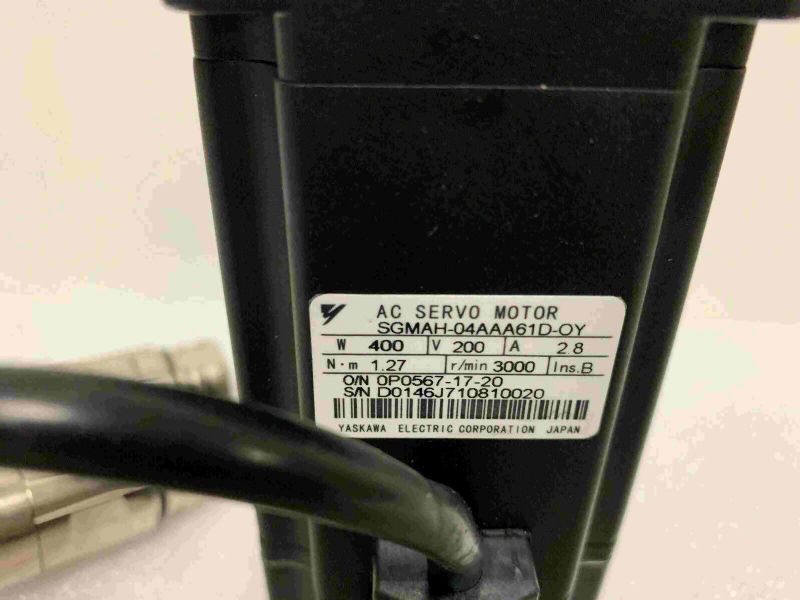 AC SERVO MOTOR
SGMAH-04AAA61D-OY
W 400 V 200 A 2.8
N·m 1.27 r/min 3000 Ins.B
O/N 0P0567-17-20
S/N D0146J710810020
YASKAWA ELECTRIC CORPORATION JAPAN